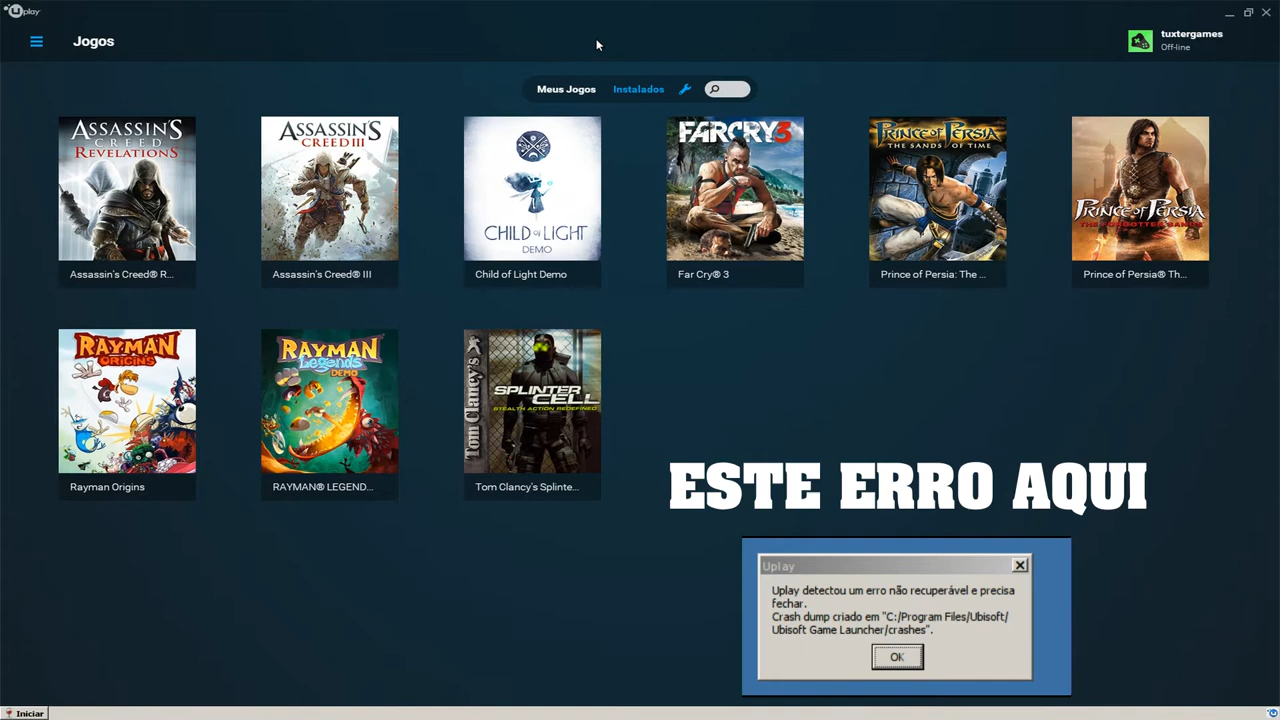 uplay
Jogos
tuxtergames
Off-line
Meus Jogos
Instalados
ASSASSIN'S
CREED
REVELATIONS
ASSASSIN'S
CREED III
CHILD of LIGHT
DEMO
FARCRY3
PRINCE OF PERSIA
THE SANDS OF TIME
PRINCE OF PERSIA
THE FORGOTTEN SANDS
Assassin's Creed® R...
Assassin's Creed® III
Child of Light Demo
Far Cry® 3
Prince of Persia: The ...
Prince of Persia® Th...
RAYMAN
ORIGINS
RAYMAN
Legends
DEMO
Tom Clancy's
SPLINTER
CELL
STEALTH ACTION REDEFINED
Rayman Origins
RAYMAN® LEGEND...
Tom Clancy's Splinte...
ESTE ERRO AQUI
Uplay
Uplay detectou um erro não recuperável e precisa
fechar.
Crash dump criado em "C:/Program Files/Ubisoft/
Ubisoft Game Launcher/crashes".
OK
Iniciar